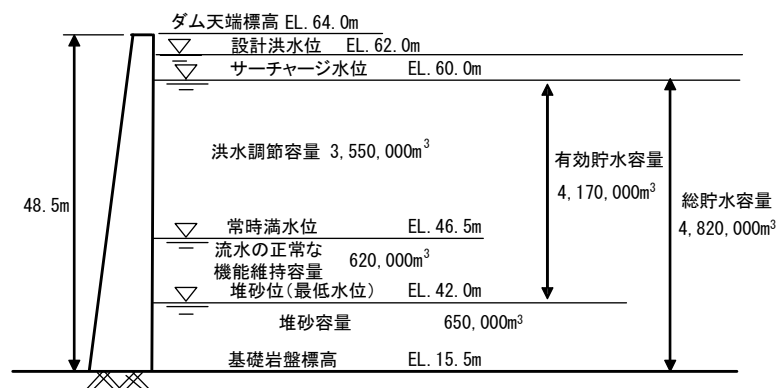 ダム天端標高 EL.64.0m
設計洪水位 EL.62.0m
サーチャージ水位 EL.60.0m
洪水調節容量 3,550,000m³
有効貯水容量
4,170,000m³
48.5m
総貯水容量
4,820,000m³
常時満水位 EL.46.5m
流水の正常な
機能維持容量 620,000m³
堆砂位(最低水位) EL.42.0m
堆砂容量 650,000m³
基礎岩盤標高 EL.15.5m